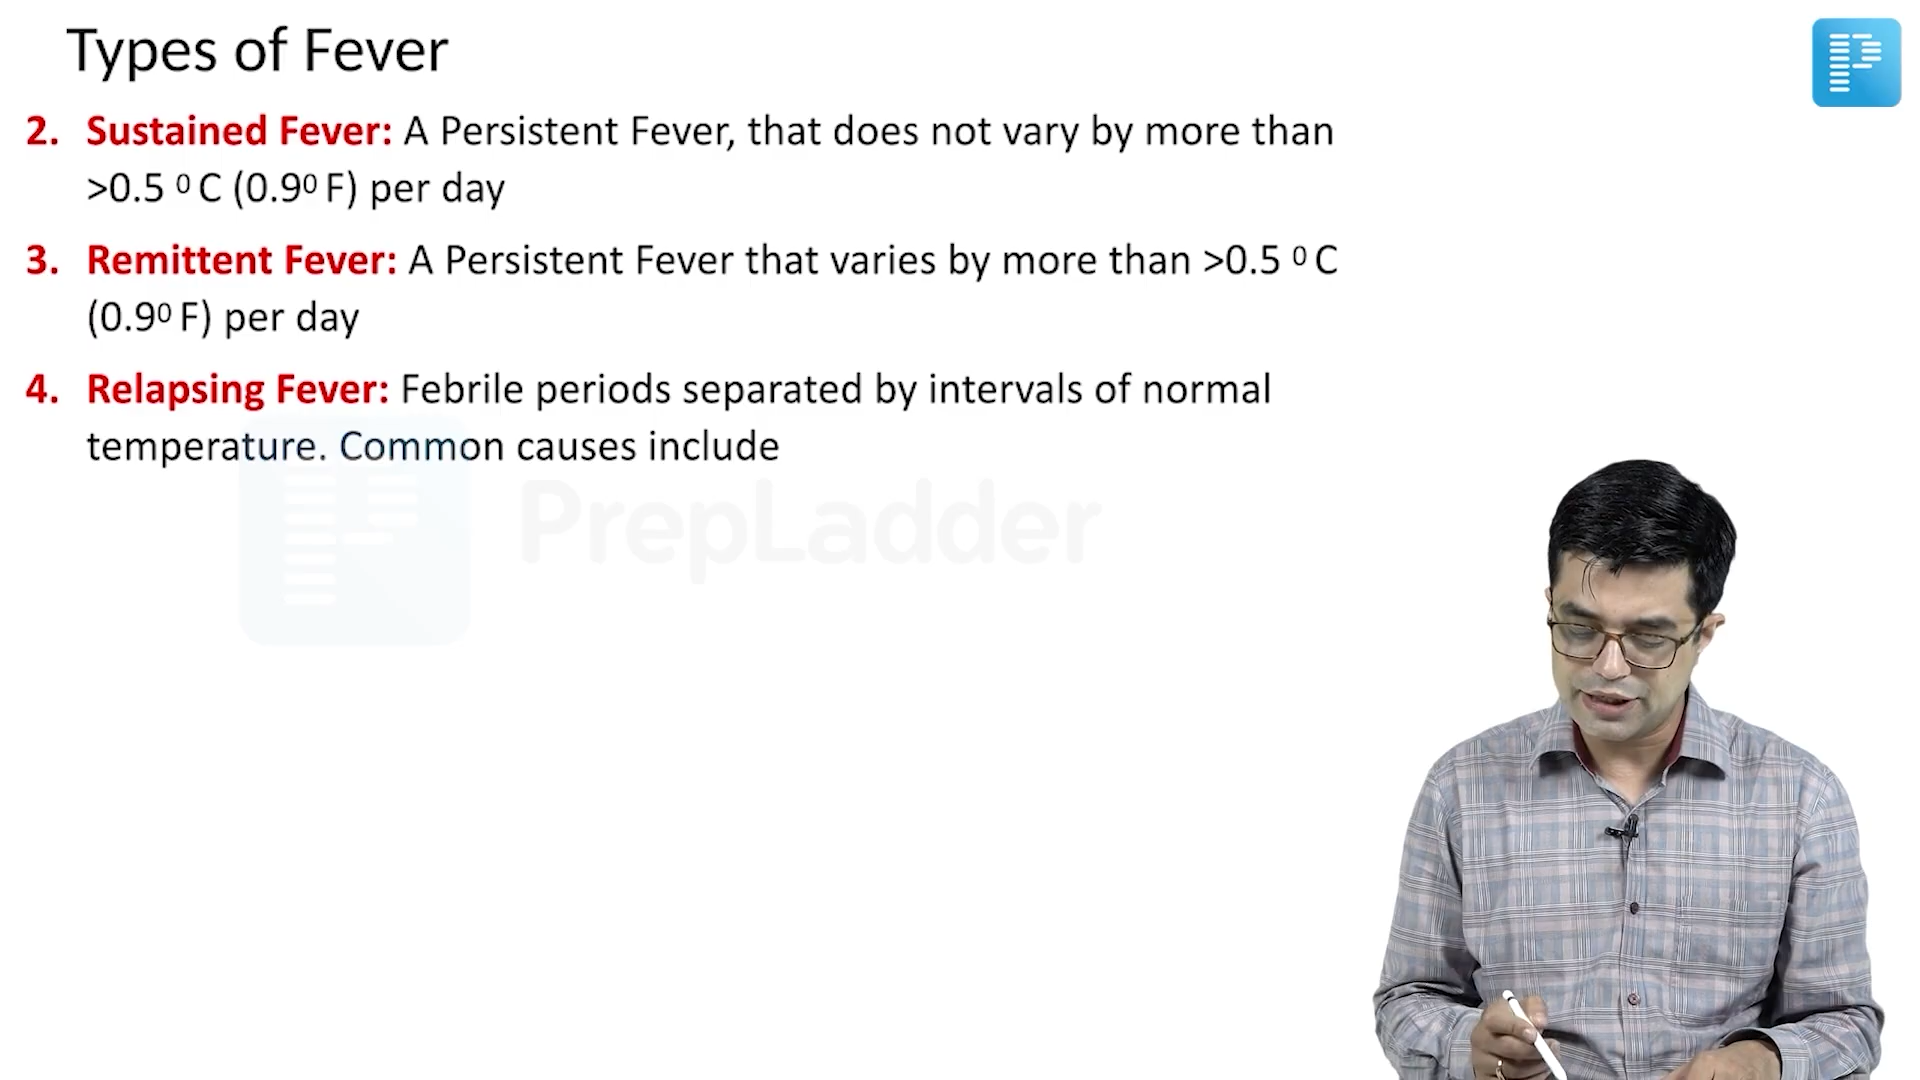 Types of Fever
2. Sustained Fever: A Persistent Fever, that does not vary by more than
>0.5 ⁰ C (0.9⁰ F) per day
3. Remittent Fever: A Persistent Fever that varies by more than >0.5 ⁰ C
(0.9⁰ F) per day
4. Relapsing Fever: Febrile periods separated by intervals of normal
temperature. Common causes include
PrepLadder